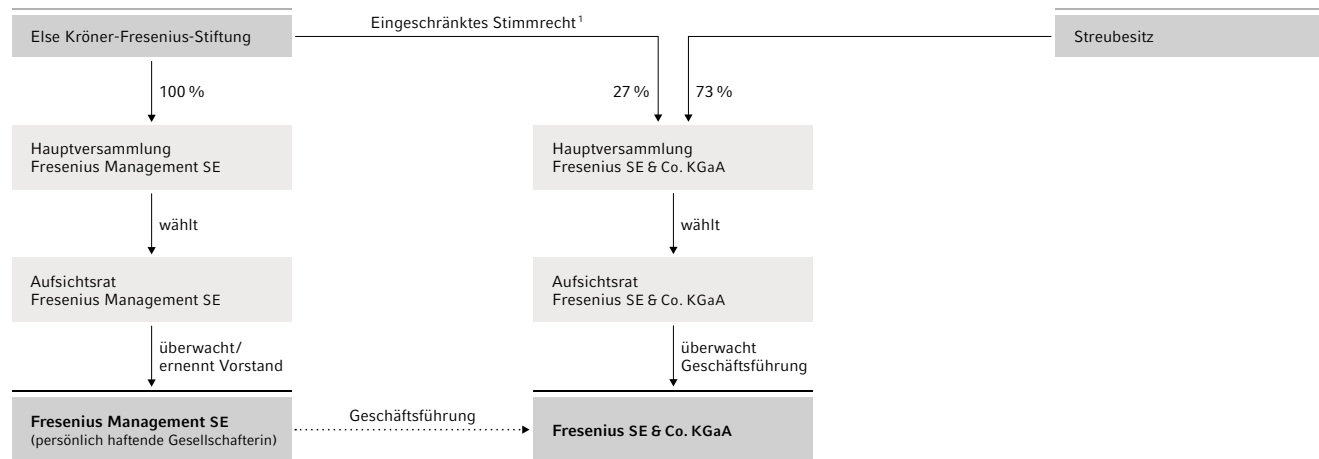 Eingeschränktes Stimmrecht¹
Else Kröner-Fresenius-Stiftung
Streubesitz
100 %
27 %
73 %
Hauptversammlung
Fresenius Management SE
Hauptversammlung
Fresenius SE & Co. KGaA
wählt
wählt
Aufsichtsrat
Fresenius Management SE
Aufsichtsrat
Fresenius SE & Co. KGaA
überwacht/
ernennt Vorstand
überwacht
Geschäftsführung
Fresenius Management SE
(persönlich haftende Gesellschafterin)
Geschäftsführung
Fresenius SE & Co. KGaA